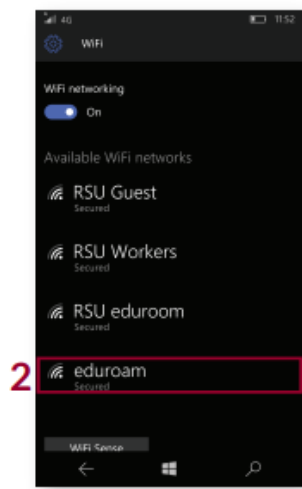 4G 11:52
WiFi
WiFi networking
On
Available WiFi networks
RSU Guest
Secured
RSU Workers
Secured
RSU eduroom
Secured
2
eduroam
Secured
WiFi Sense